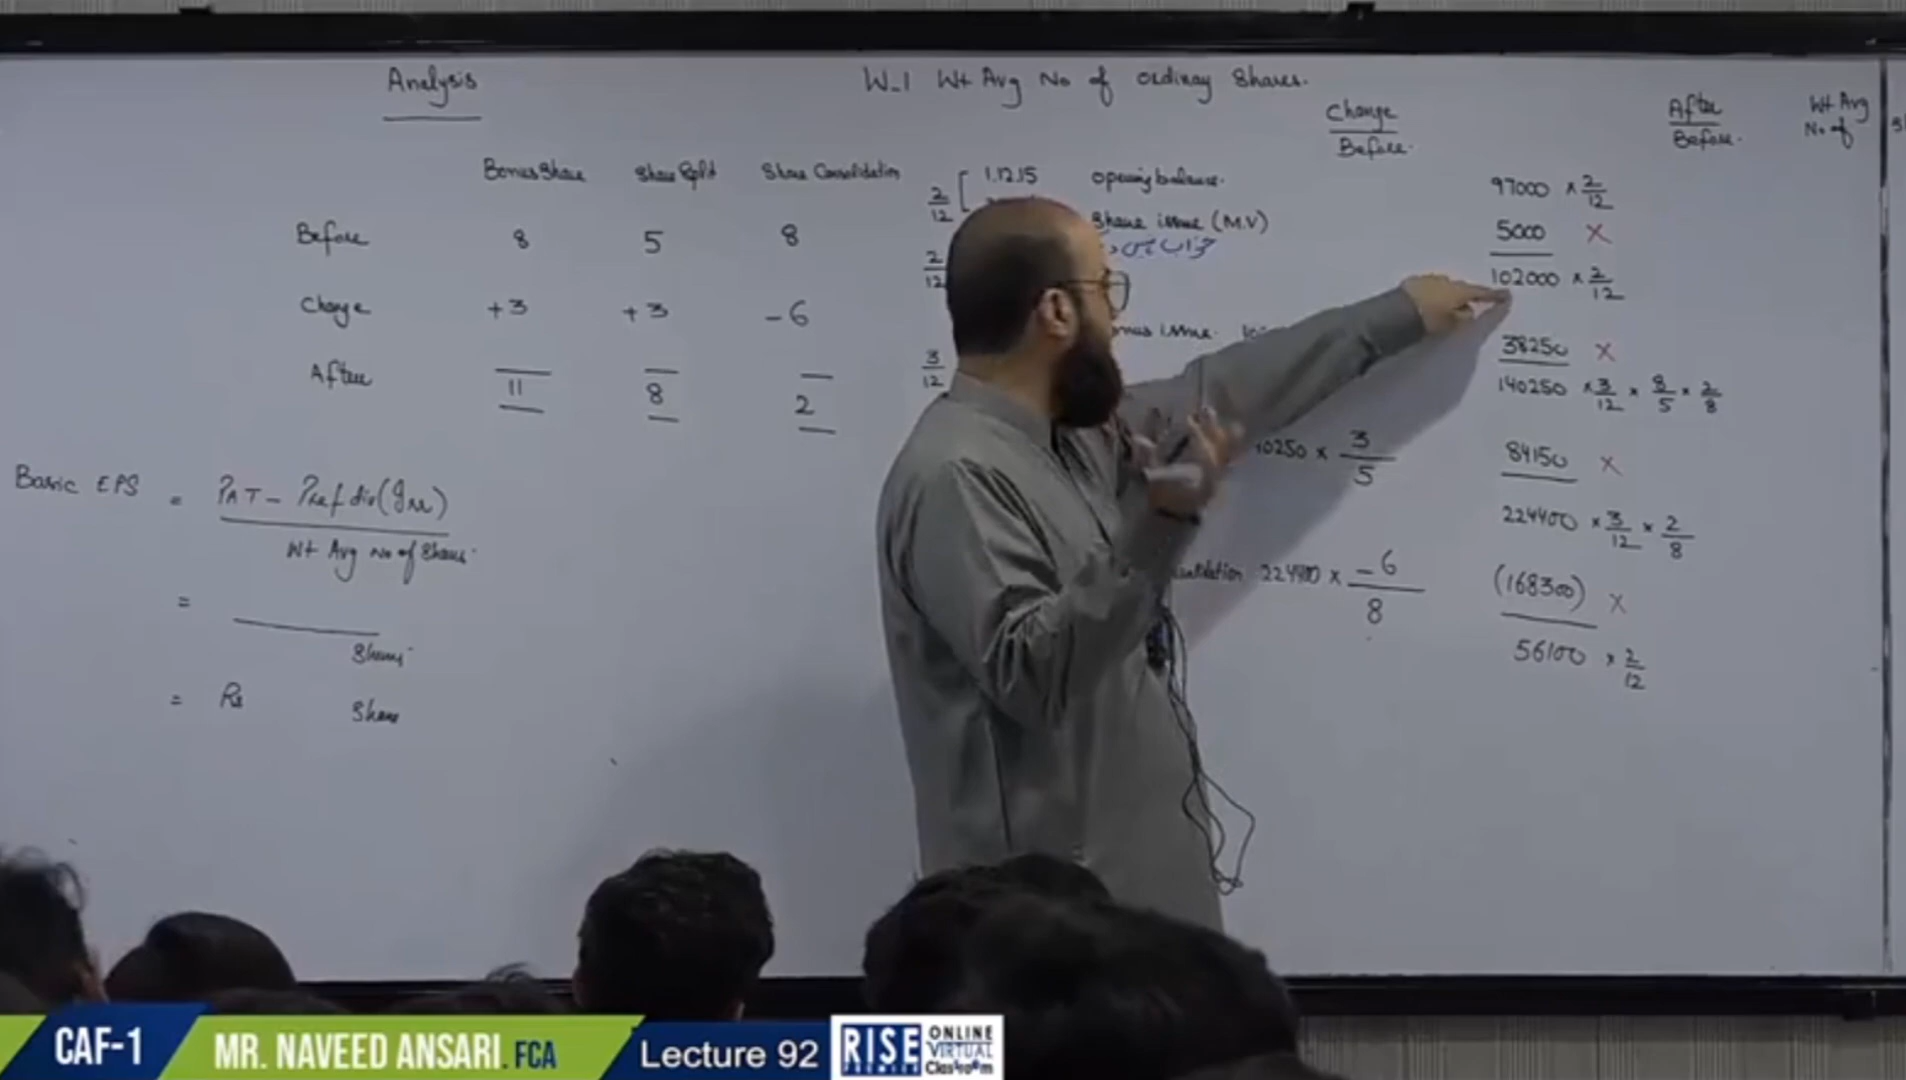 Analysis
Bonus Share Share Split Share Consolidation
Before 8 5 8
Change +3 +3 -6
After 11 8 2
Basic EPS = PAT - Pref div (Irr)
Wt Avg No of Shares
=
Shares
= Rs Share
W-1 Wt Avg No of Ordinary Shares.
Change
Before.
After
Before.
Wt Avg
No of
2/12 [ 1.12.15 opening balance. 97000 × 2/12
Share issue (M.V) 5000 ×
2/12 102000 × 2/12
issue. 38250 ×
3/12 140250 × 3/12 × 8/5 × 2/8
10250 × 3/5 84150 ×
224400 × 3/12 × 2/8
224400 × -6/8 (168300) ×
56100 × 2/12
CAF-1
MR. NAVEED ANSARI. FCA
Lecture 92
RISE
PREMIER
ONLINE
VIRTUAL
Classroom